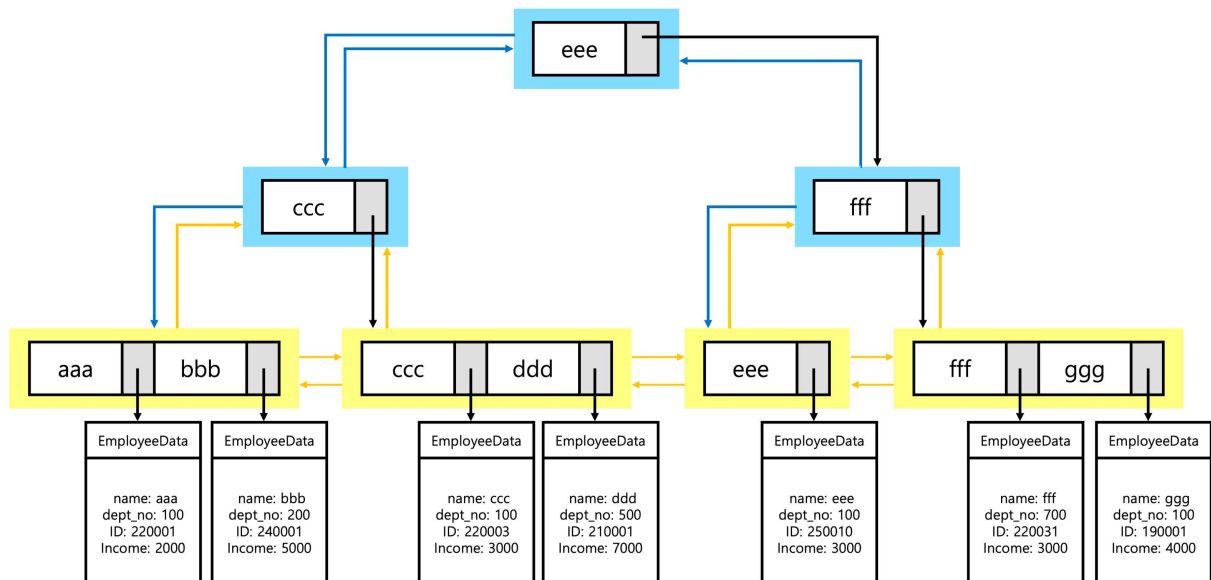 eee
ccc
fff
aaa
bbb
ccc
ddd
eee
fff
ggg
EmployeeData
name: aaa
dept_no: 100
ID: 220001
Income: 2000
EmployeeData
name: bbb
dept_no: 200
ID: 240001
Income: 5000
EmployeeData
name: ccc
dept_no: 100
ID: 220003
Income: 3000
EmployeeData
name: ddd
dept_no: 500
ID: 210001
Income: 7000
EmployeeData
name: eee
dept_no: 100
ID: 250010
Income: 3000
EmployeeData
name: fff
dept_no: 700
ID: 220031
Income: 3000
EmployeeData
name: ggg
dept_no: 100
ID: 190001
Income: 4000